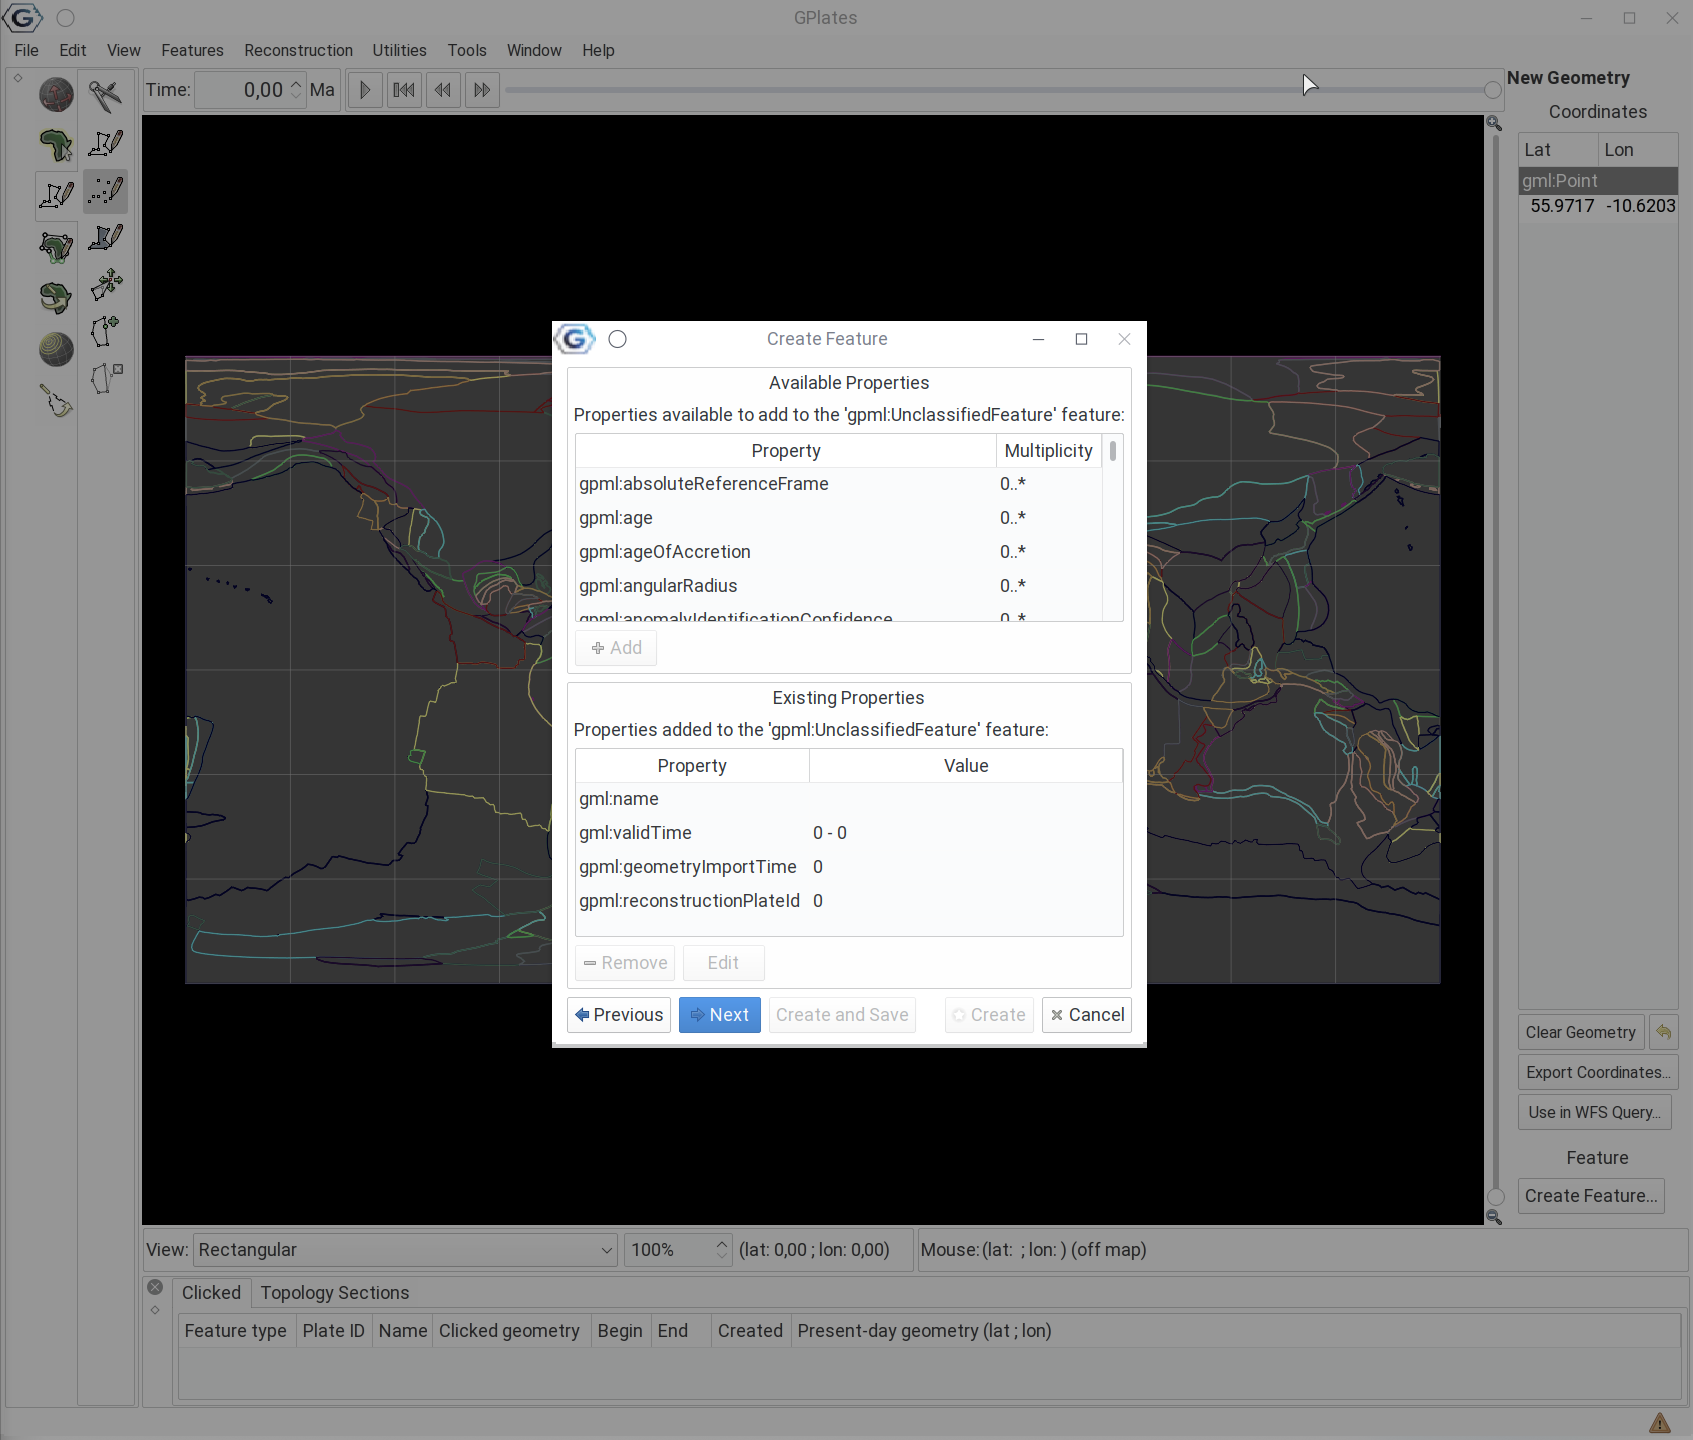 GPlates
File Edit View Features Reconstruction Utilities Tools Window Help
Time: 0,00 Ma
New Geometry
Coordinates
Lat Lon
gml:Point
55.9717 -10.6203
Create Feature
Available Properties
Properties available to add to the 'gpml:UnclassifiedFeature' feature:
Property Multiplicity
gpml:absoluteReferenceFrame 0..*
gpml:age 0..*
gpml:ageOfAccretion 0..*
gpml:angularRadius 0..*
gpml:anomalyIdentificationConfidence 0..*
Add
Existing Properties
Properties added to the 'gpml:UnclassifiedFeature' feature:
Property Value
gml:name
gml:validTime 0 - 0
gpml:geometryImportTime 0
gpml:reconstructionPlateId 0
Remove Edit
Previous Next Create and Save Create Cancel
Clear Geometry
Export Coordinates...
Use in WFS Query...
Feature
Create Feature...
View: Rectangular 100% (lat: 0,00 ; lon: 0,00) Mouse: (lat: ; lon: ) (off map)
Clicked Topology Sections
Feature type Plate ID Name Clicked geometry Begin End Created Present-day geometry (lat ; lon)